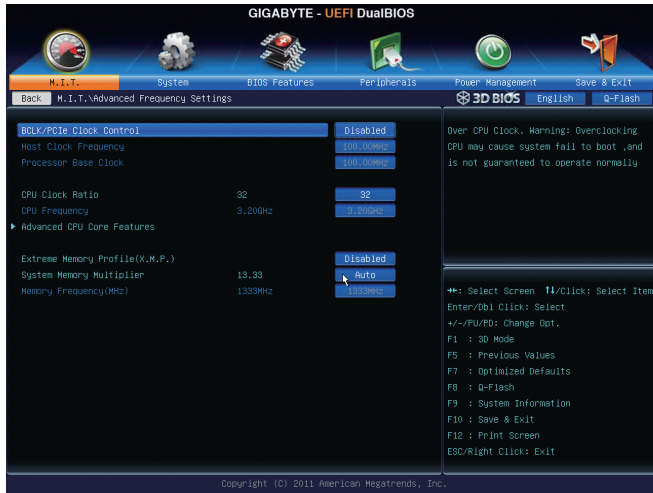 GIGABYTE - UEFI DualBIOS
M.I.T. System BIOS Features Peripherals Power Management Save & Exit
Back M.I.T.\Advanced Frequency Settings 3D BIOS English Q-Flash
BCLK/PCIe Clock Control Disabled
Host Clock Frequency 100.00MHz
Processor Base Clock 100.00MHz
CPU Clock Ratio 32 32
CPU Frequency 3.20GHz 3.20GHz
Advanced CPU Core Features
Extreme Memory Profile(X.M.P.) Disabled
System Memory Multiplier 13.33 Auto
Memory Frequency(MHz) 1333MHz 1333MHz
Over CPU Clock. Warning: Overclocking
CPU may cause system fail to boot ,and
is not guaranteed to operate normally
→←: Select Screen ↑↓/Click: Select Item
Enter/Dbl Click: Select
+/-/PU/PD: Change Opt.
F1 : 3D Mode
F5 : Previous Values
F7 : Optimized Defaults
F8 : Q-Flash
F9 : System Information
F10 : Save & Exit
F12 : Print Screen
ESC/Right Click: Exit
Copyright (C) 2011 American Megatrends, Inc.